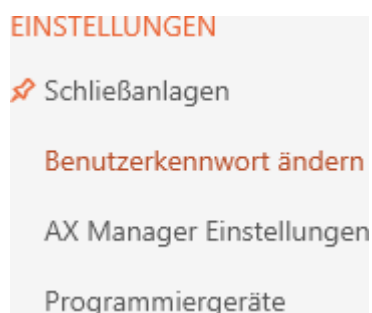 EINSTELLUNGEN
Schließanlagen
Benutzerkennwort ändern
AX Manager Einstellungen
Programmiergeräte